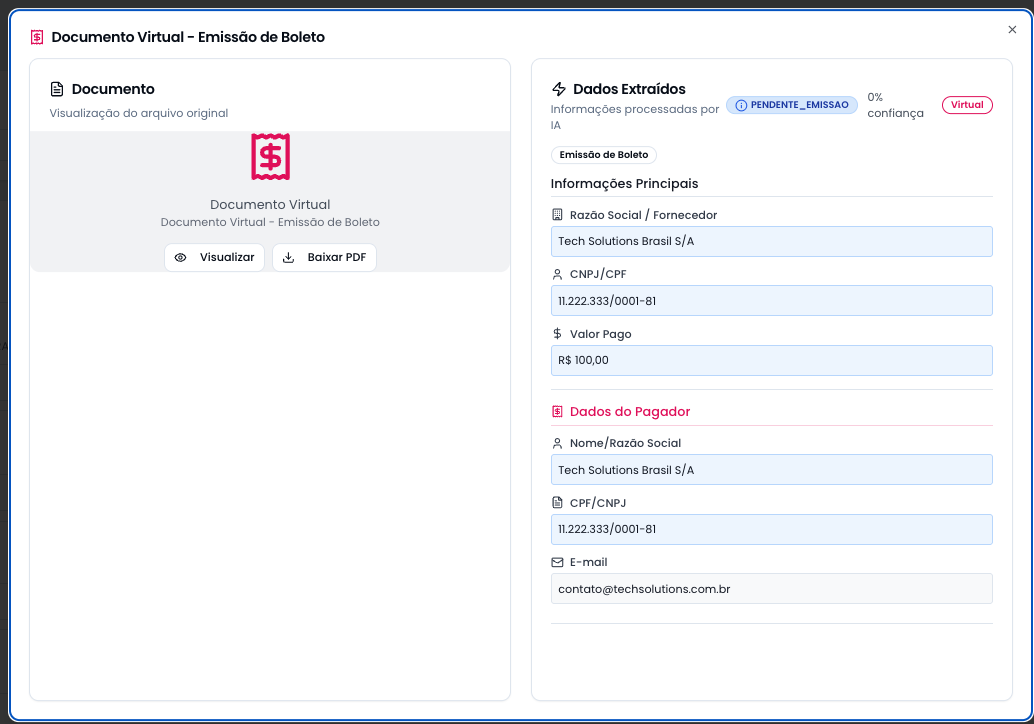 Documento Virtual - Emissão de Boleto
Documento
Visualização do arquivo original
Documento Virtual
Documento Virtual - Emissão de Boleto
Visualizar
Baixar PDF
Dados Extraídos
Informações processadas por
IA
PENDENTE_EMISSAO
0%
confiança
Virtual
Emissão de Boleto
Informações Principais
Razão Social / Fornecedor
Tech Solutions Brasil S/A
CNPJ/CPF
11.222.333/0001-81
Valor Pago
R$ 100,00
Dados do Pagador
Nome/Razão Social
Tech Solutions Brasil S/A
CPF/CNPJ
11.222.333/0001-81
E-mail
contato@techsolutions.com.br